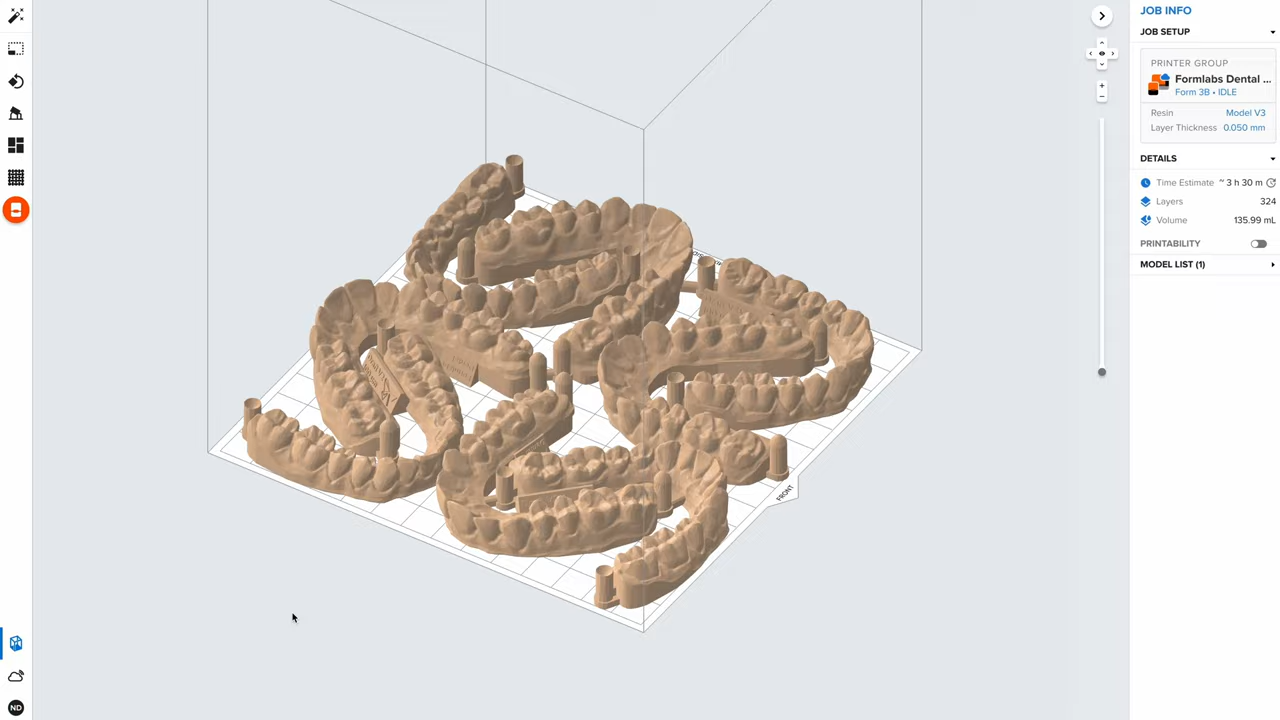 JOB INFO
JOB SETUP
PRINTER GROUP
Formlabs Dental ...
Form 3B • IDLE
Resin Model V3
Layer Thickness 0.050 mm
DETAILS
Time Estimate ~ 3 h 30 m
Layers 324
Volume 135.99 mL
PRINTABILITY
MODEL LIST (1)
FRONT
ND